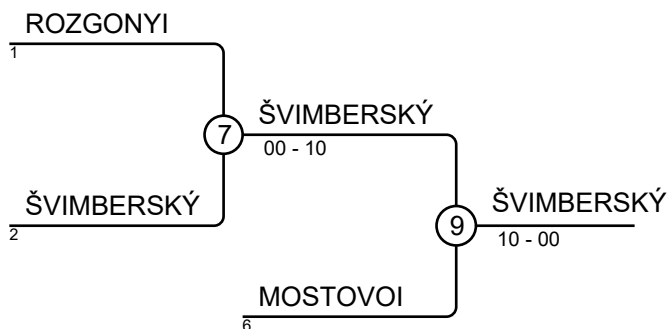 ROZGONYI
1
7
ŠVIMBERSKÝ
00 - 10
ŠVIMBERSKÝ
2
9
ŠVIMBERSKÝ
10 - 00
MOSTOVOI
6